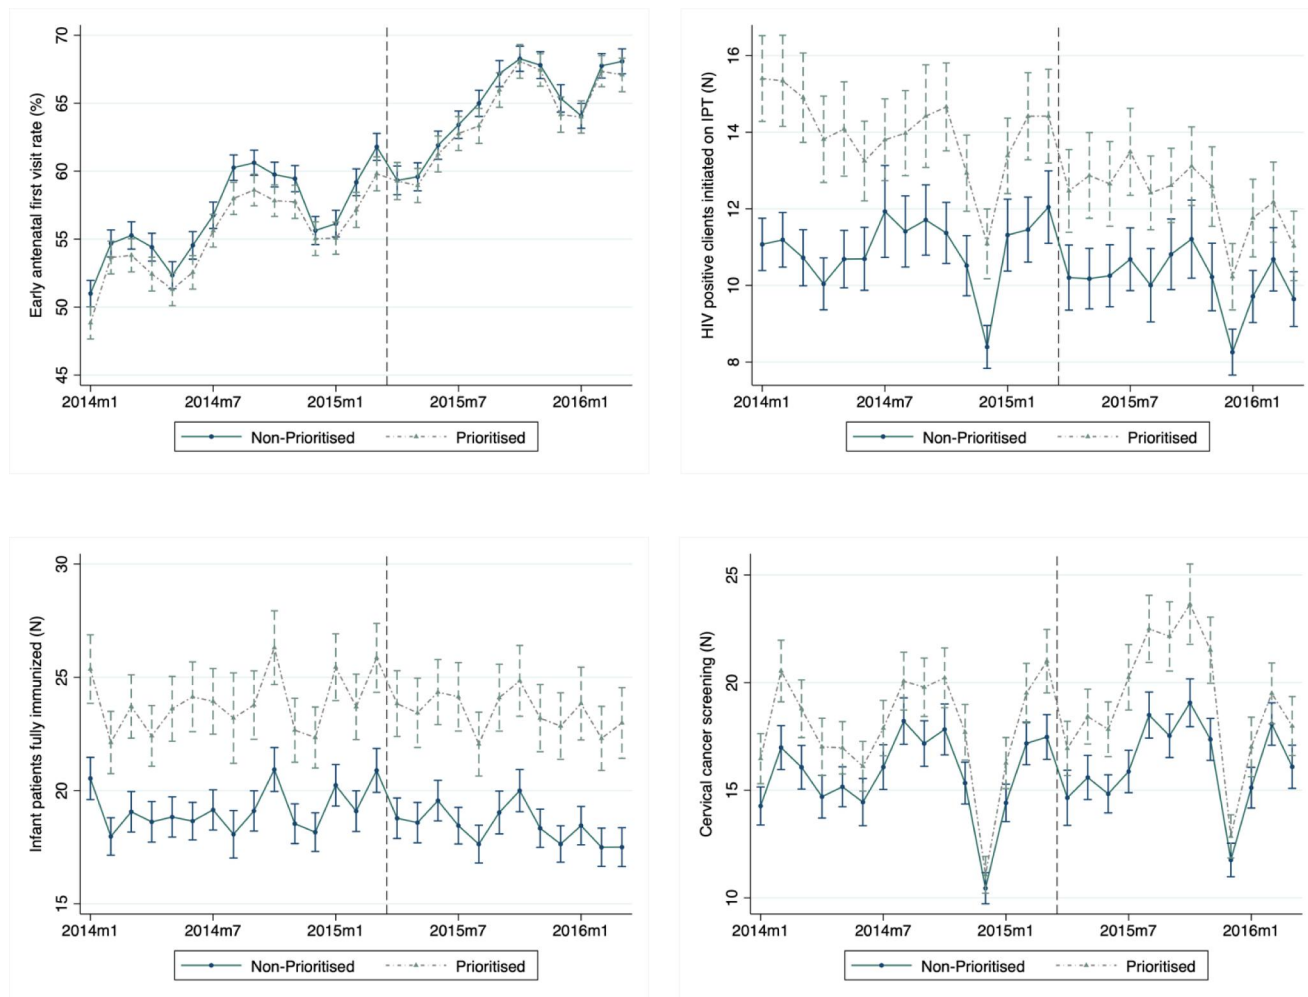 Early antenatal first visit rate (%)
70
65
60
55
50
45
2014m1 2014m7 2015m1 2015m7 2016m1
Non-Prioritised Prioritised
HIV positive clients initiated on IPT (N)
16
14
12
10
8
2014m1 2014m7 2015m1 2015m7 2016m1
Non-Prioritised Prioritised
Infant patients fully immunized (N)
30
25
20
15
2014m1 2014m7 2015m1 2015m7 2016m1
Non-Prioritised Prioritised
Cervical cancer screening (N)
25
20
15
10
2014m1 2014m7 2015m1 2015m7 2016m1
Non-Prioritised Prioritised